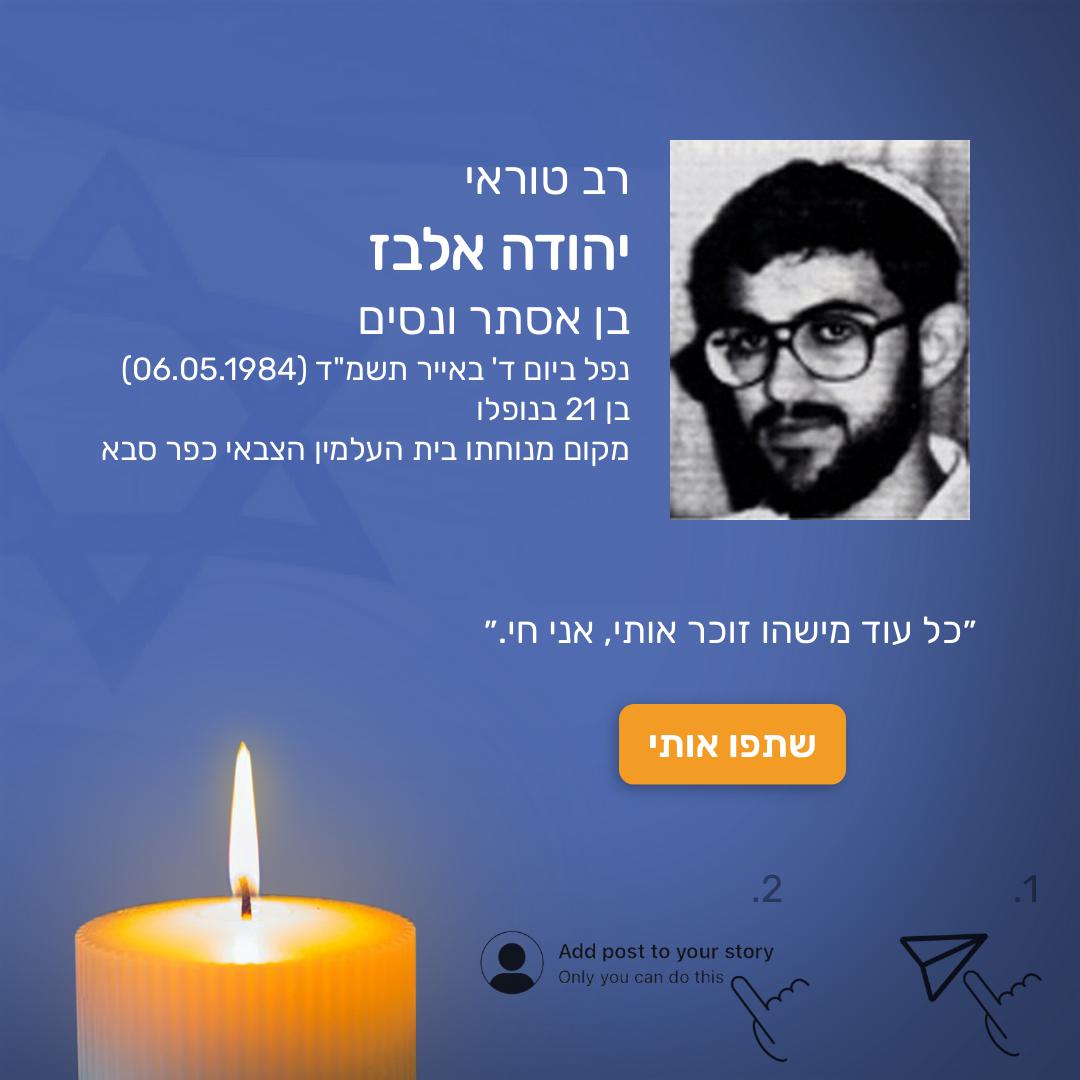 רב טוראי
יהודה אלבז
בן אסתר ונסים
נפל ביום ד' באייר תשמ"ד (06.05.1984)
בן 21 בנופלו
מקום מנוחתו בית העלמין הצבאי כפר סבא
״כל עוד מישהו זוכר אותי, אני חי.״
שתפו אותי
1.
2.
Add post to your story
Only you can do this